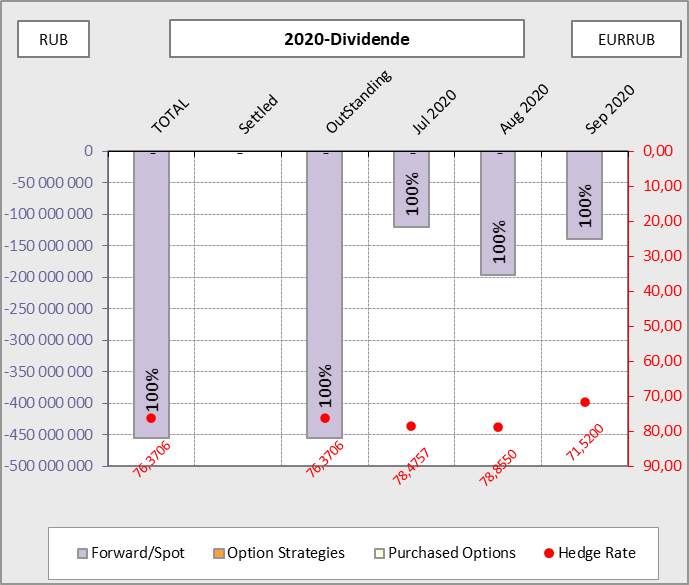 RUB
2020-Dividende
EURRUB
TOTAL
Settled
OutStanding
Jul 2020
Aug 2020
Sep 2020
0
-50 000 000
-100 000 000
-150 000 000
-200 000 000
-250 000 000
-300 000 000
-350 000 000
-400 000 000
-450 000 000
-500 000 000
100%
100%
100%
100%
100%
76,3706
76,3706
78,4757
78,8550
71,5200
0,00
10,00
20,00
30,00
40,00
50,00
60,00
70,00
80,00
90,00
Forward/Spot
Option Strategies
Purchased Options
Hedge Rate